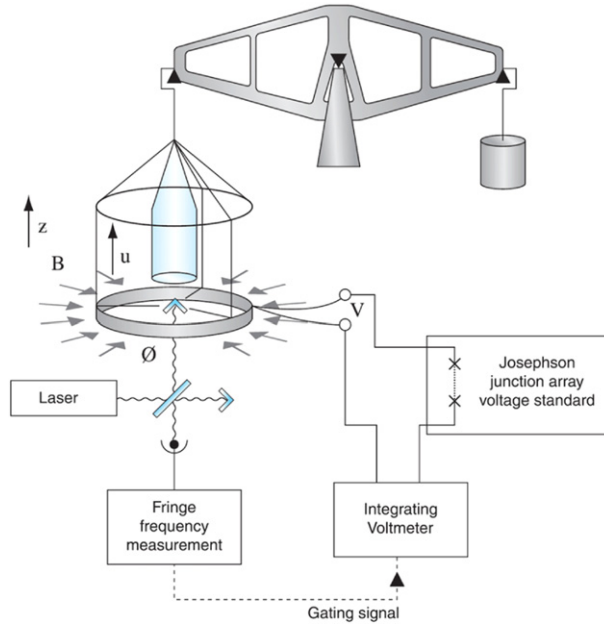 z
B
u
V
Ø
Josephson
junction array
voltage standard
Laser
Fringe
frequency
measurement
Integrating
Voltmeter
Gating signal